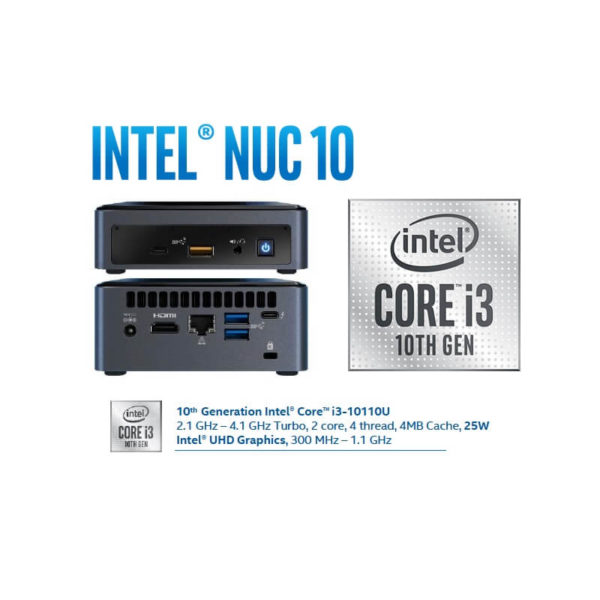 INTEL® NUC 10
intel®
CORE™ i3
10TH GEN
HDMI
intel
CORE i3
10TH GEN
10th Generation Intel® Core™ i3-10110U
2.1 GHz – 4.1 GHz Turbo, 2 core, 4 thread, 4MB Cache, 25W
Intel® UHD Graphics, 300 MHz – 1.1 GHz